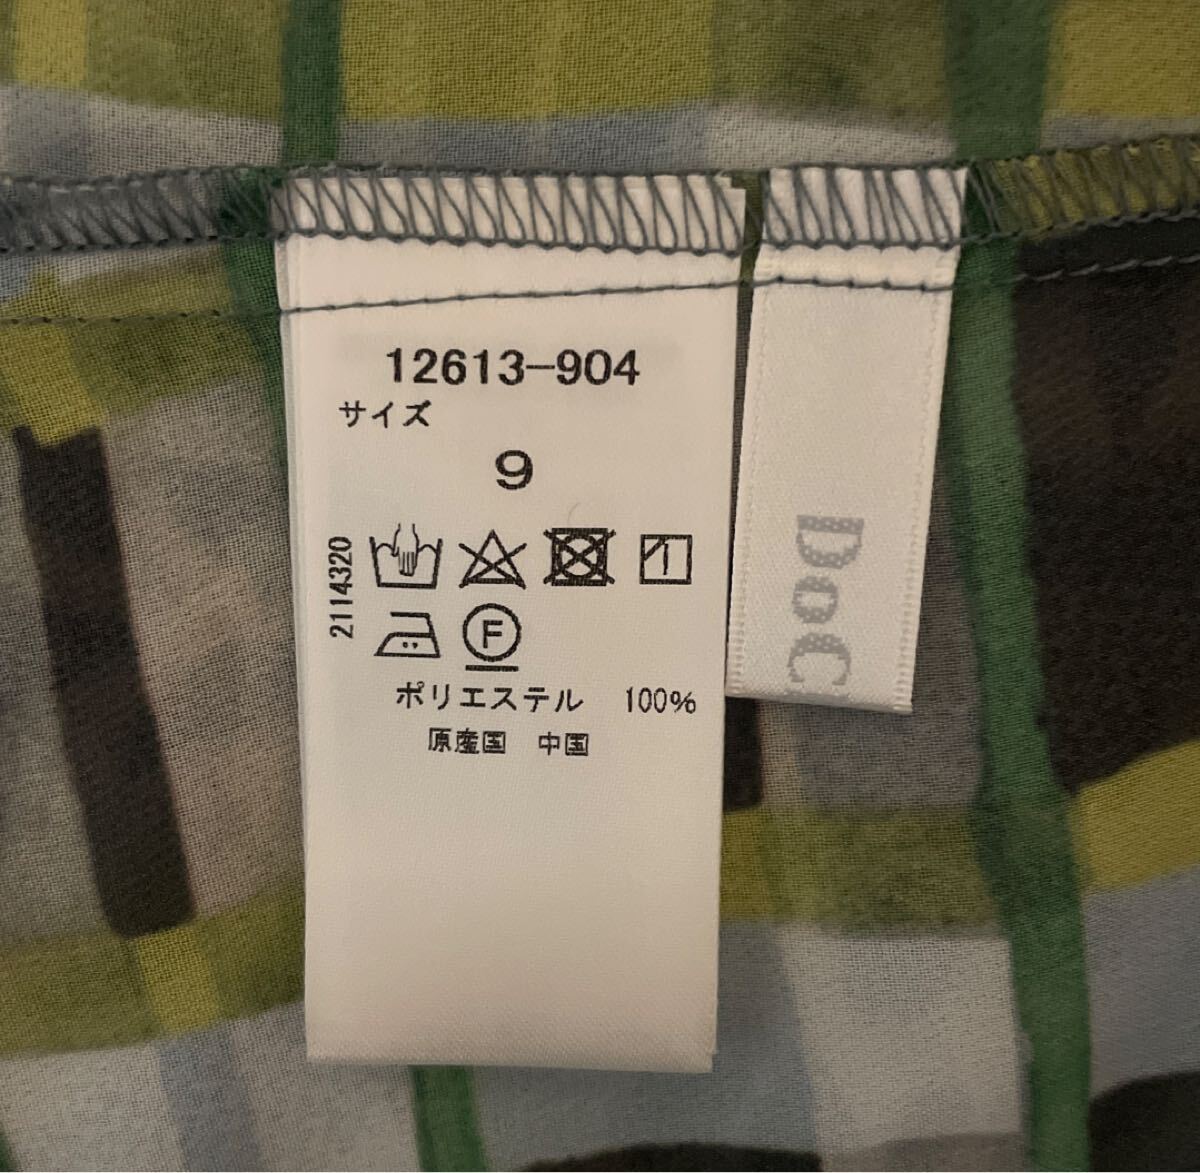 12613-904
サイズ
9
2114320
F
ポリエステル 100%
原産国 中国
DoC